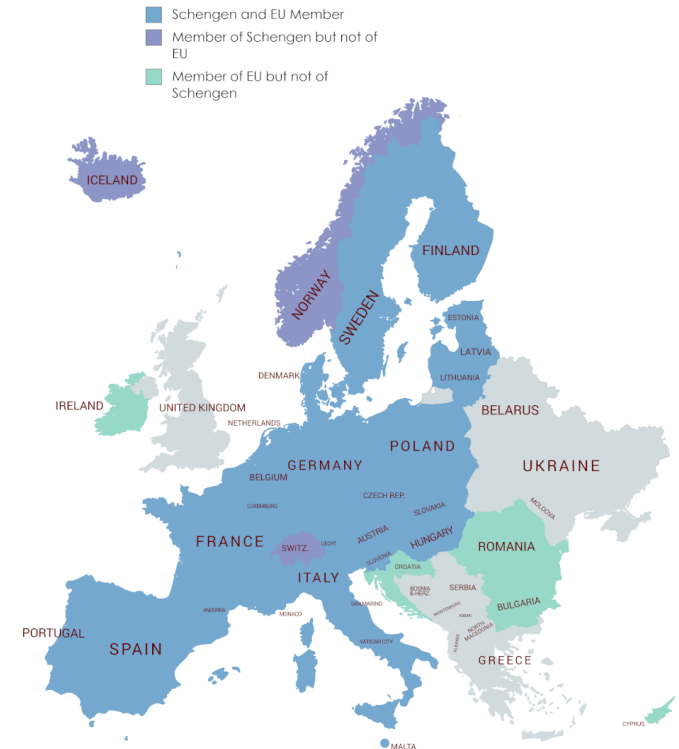 Schengen and EU Member
Member of Schengen but not of
EU
Member of EU but not of
Schengen
ICELAND
FINLAND
NORWAY
SWEDEN
ESTONIA
LATVIA
LITHUANIA
DENMARK
IRELAND
UNITED KINGDOM
BELARUS
NETHERLANDS
POLAND
GERMANY
UKRAINE
BELGIUM
CZECH REP.
LUXEMBURG
SLOVAKIA
MOLDOVA
FRANCE
AUSTRIA
HUNGARY
SWITZ.
LIECHT
ROMANIA
SLOVENIA
CROATIA
ITALY
BOSNIA
& HERZ.
SERBIA
SAN MARINO
MONTENEGRO
BULGARIA
ANDORRA
MONACO
KOSOVO
NORTH
MACEDONIA
PORTUGAL
SPAIN
VATICAN CITY
ALBANIA
GREECE
CYPRUS
MALTA